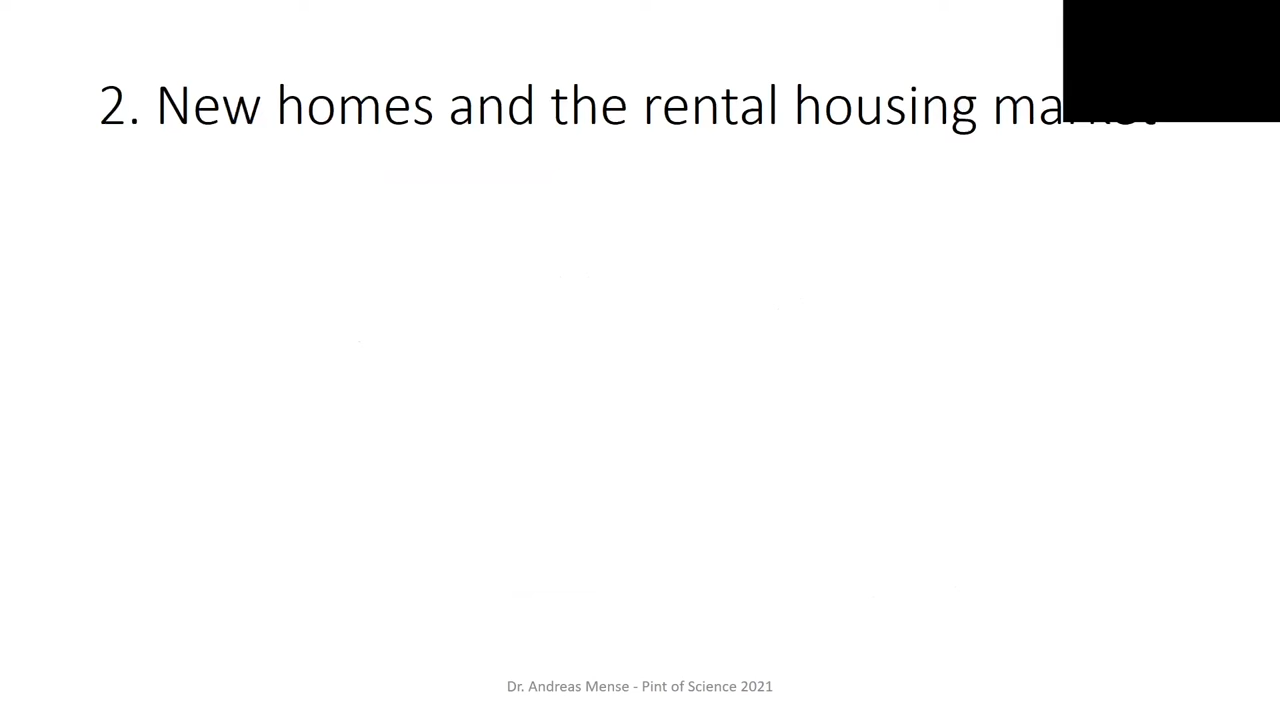 2. New homes and the rental housing market
Dr. Andreas Mense - Pint of Science 2021